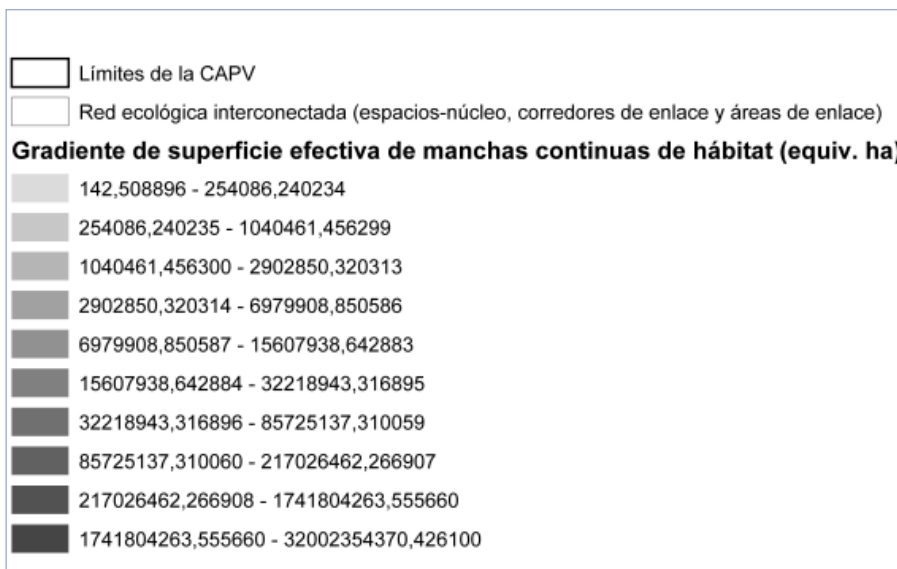 Límites de la CAPV
Red ecológica interconectada (espacios-núcleo, corredores de enlace y áreas de enlace)
Gradiente de superficie efectiva de manchas continuas de hábitat (equiv. ha)
142,508896 - 254086,240234
254086,240235 - 1040461,456299
1040461,456300 - 2902850,320313
2902850,320314 - 6979908,850586
6979908,850587 - 15607938,642883
15607938,642884 - 32218943,316895
32218943,316896 - 85725137,310059
85725137,310060 - 217026462,266907
217026462,266908 - 1741804263,555660
1741804263,555660 - 32002354370,426100